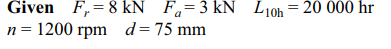 Given F_r = 8 kN F_a = 3 kN L_10h = 20 000 hr
n = 1200 rpm d = 75 mm